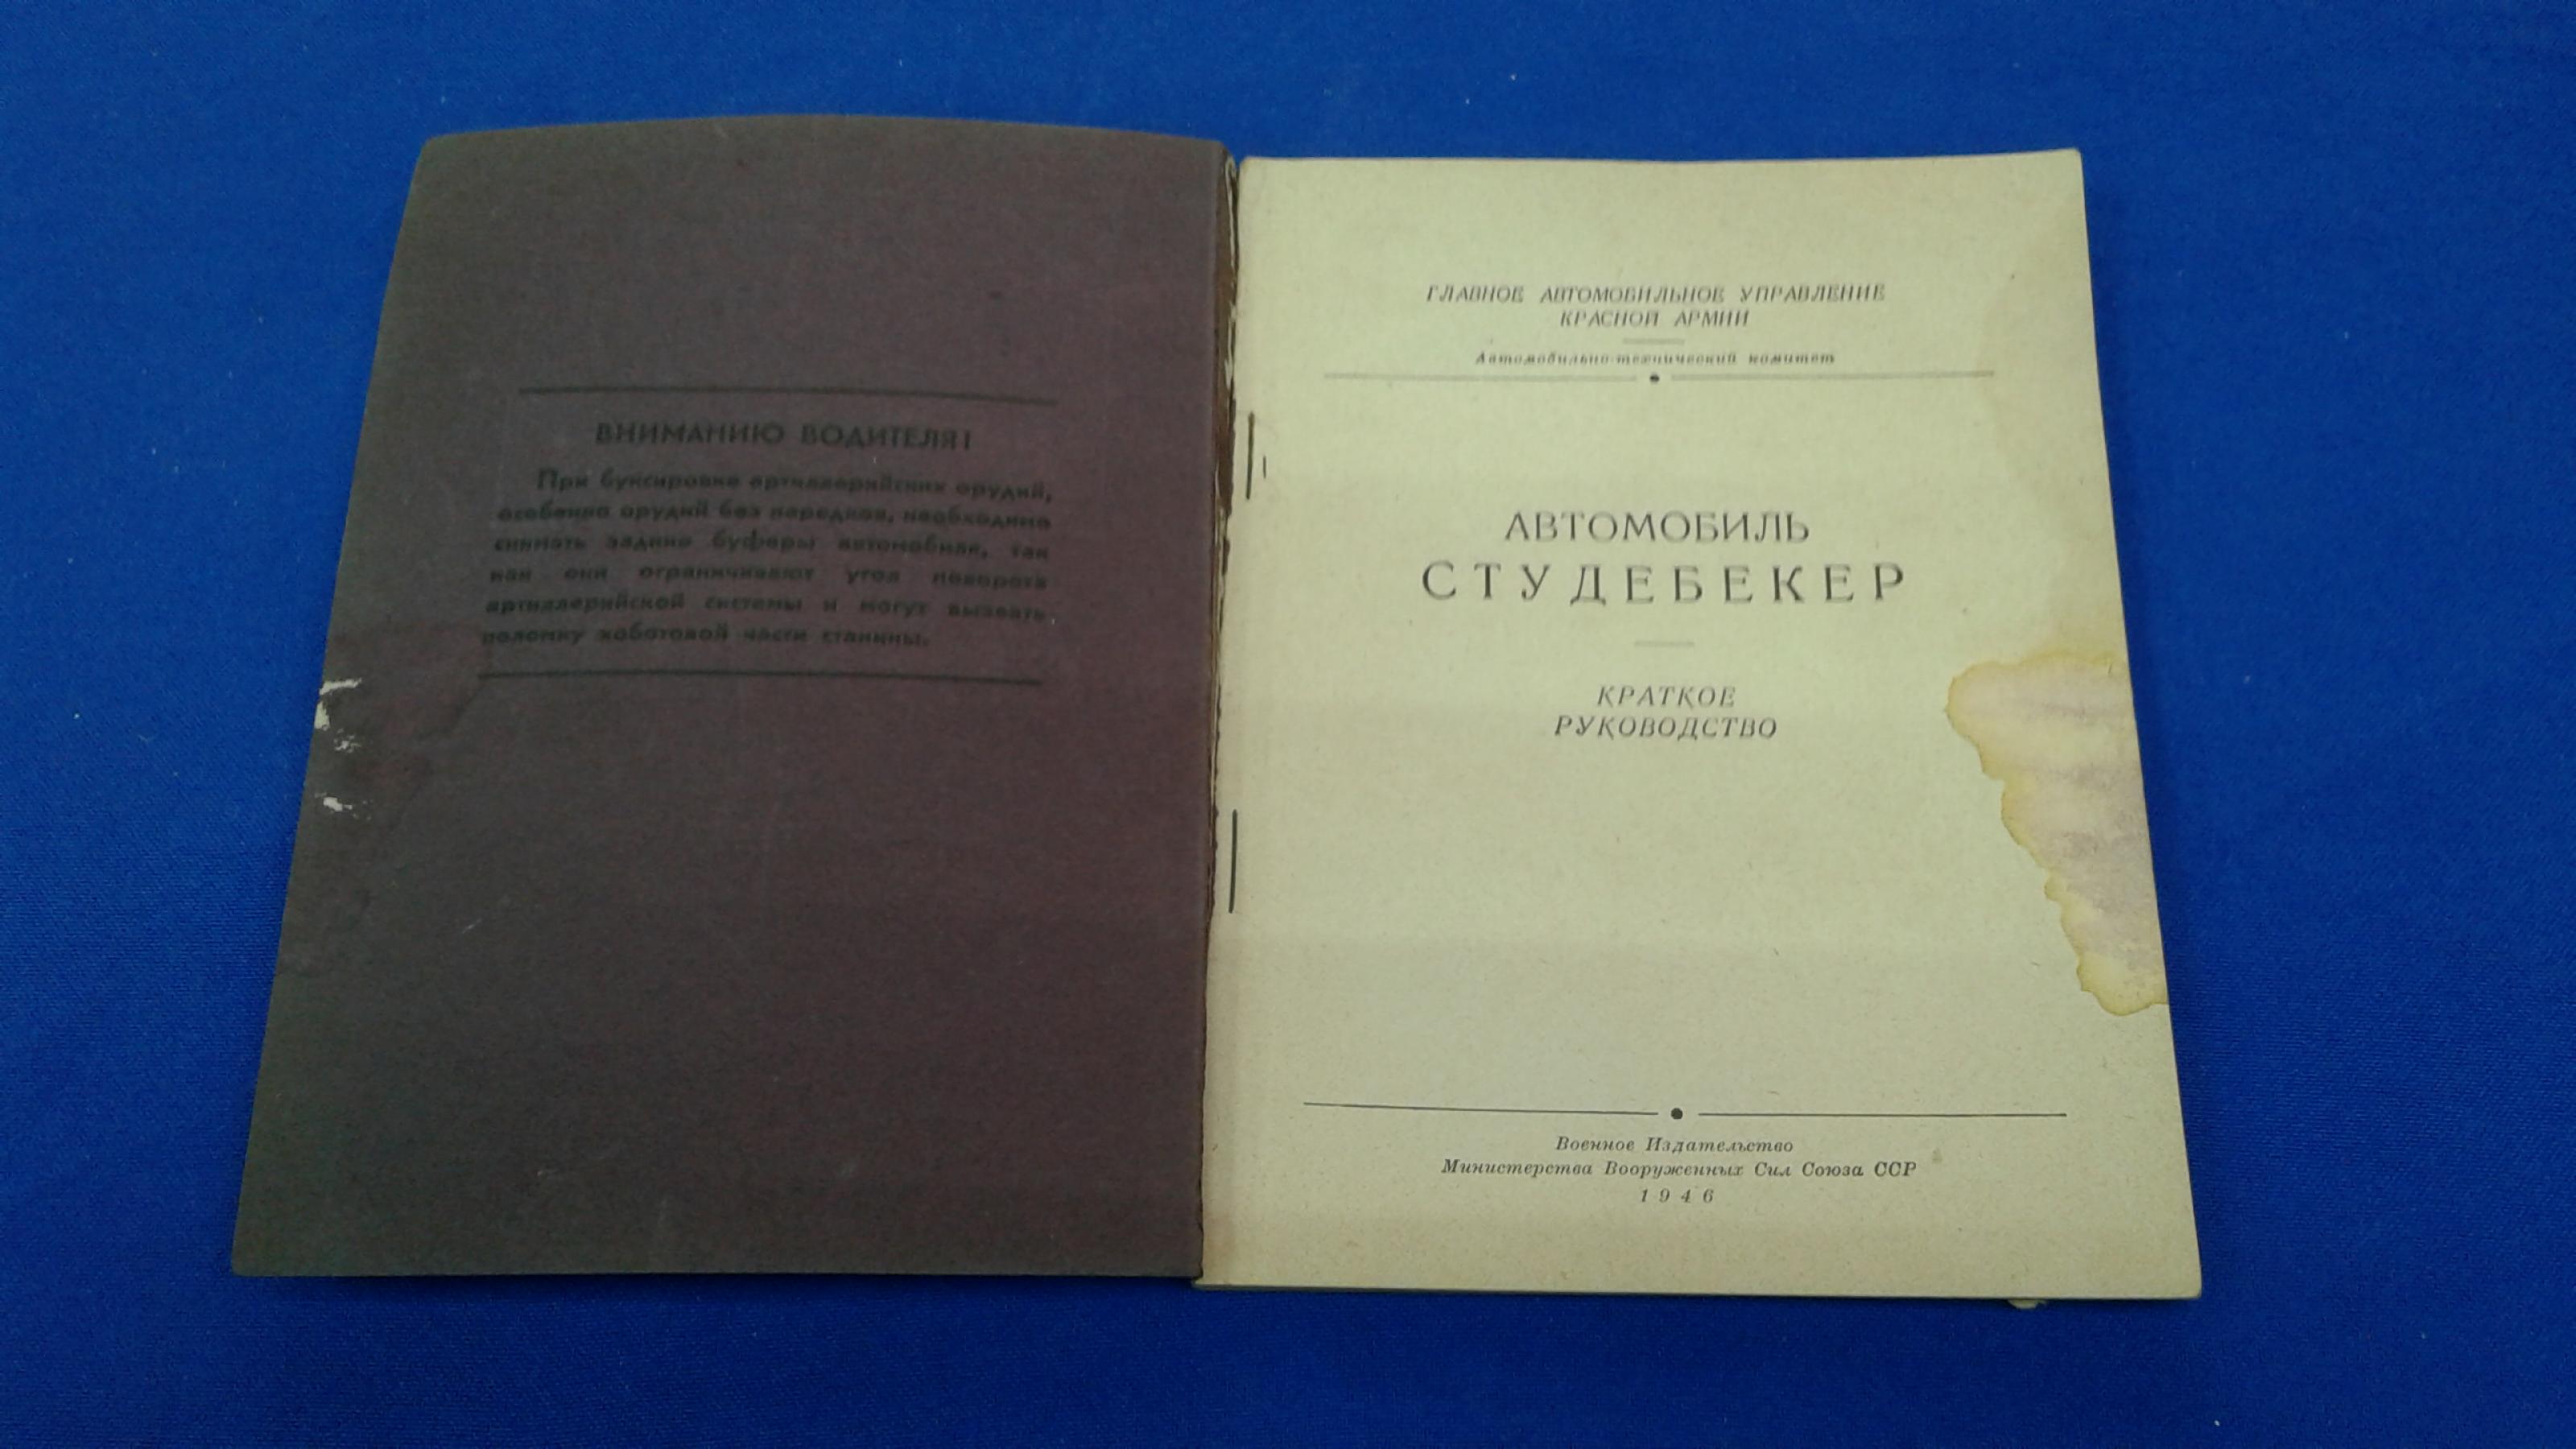 ВНИМАНИЮ ВОДИТЕЛЯ!
При буксировке артиллерийских орудий,
особенно орудий без передков, необходимо
снимать задние буферы автомобиля, так
как они ограничивают угол поворота
артиллерийской системы и могут вызвать
поломку хоботовой части станины.
ГЛАВНОЕ АВТОМОБИЛЬНОЕ УПРАВЛЕНИЕ
КРАСНОЙ АРМИИ
Автомобильно-технический комитет
АВТОМОБИЛЬ
СТУДЕБЕКЕР
КРАТКОЕ
РУКОВОДСТВО
Военное Издательство
Министерства Вооруженных Сил Союза ССР
1946